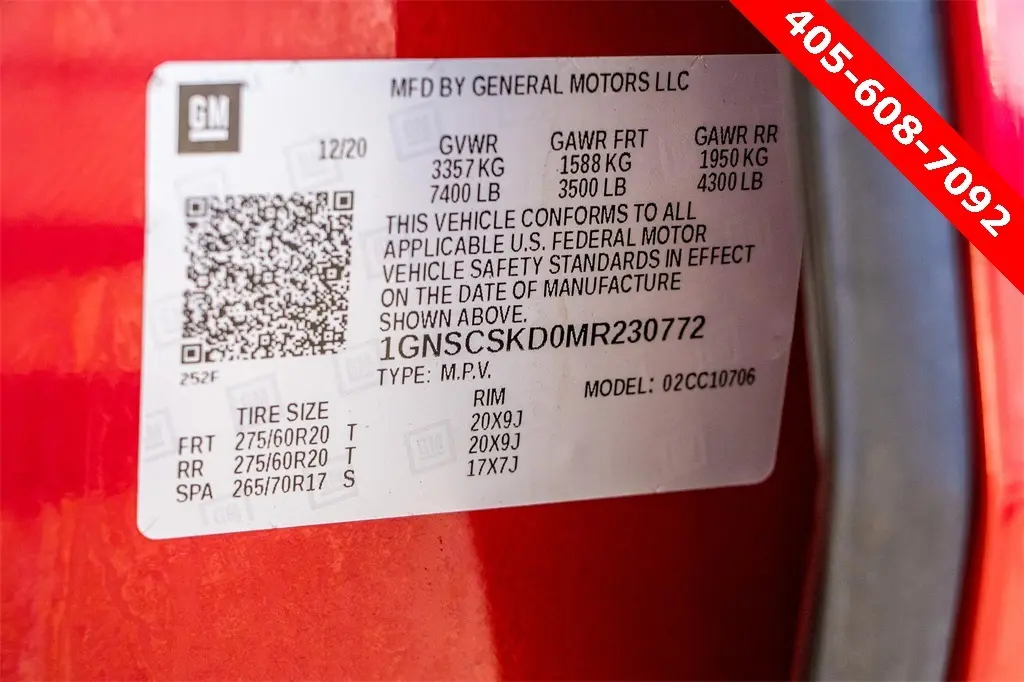 405-608-7092
GM
MFD BY GENERAL MOTORS LLC
12/20 GVWR GAWR FRT GAWR RR
3357 KG 1588 KG 1950 KG
7400 LB 3500 LB 4300 LB
THIS VEHICLE CONFORMS TO ALL
APPLICABLE U.S. FEDERAL MOTOR
VEHICLE SAFETY STANDARDS IN EFFECT
ON THE DATE OF MANUFACTURE
SHOWN ABOVE.
1GNSCSKD0MR230772
252F
TYPE: M.P.V. MODEL: 02CC10706
TIRE SIZE RIM
FRT 275/60R20 T 20X9J
RR 275/60R20 T 20X9J
SPA 265/70R17 S 17X7J